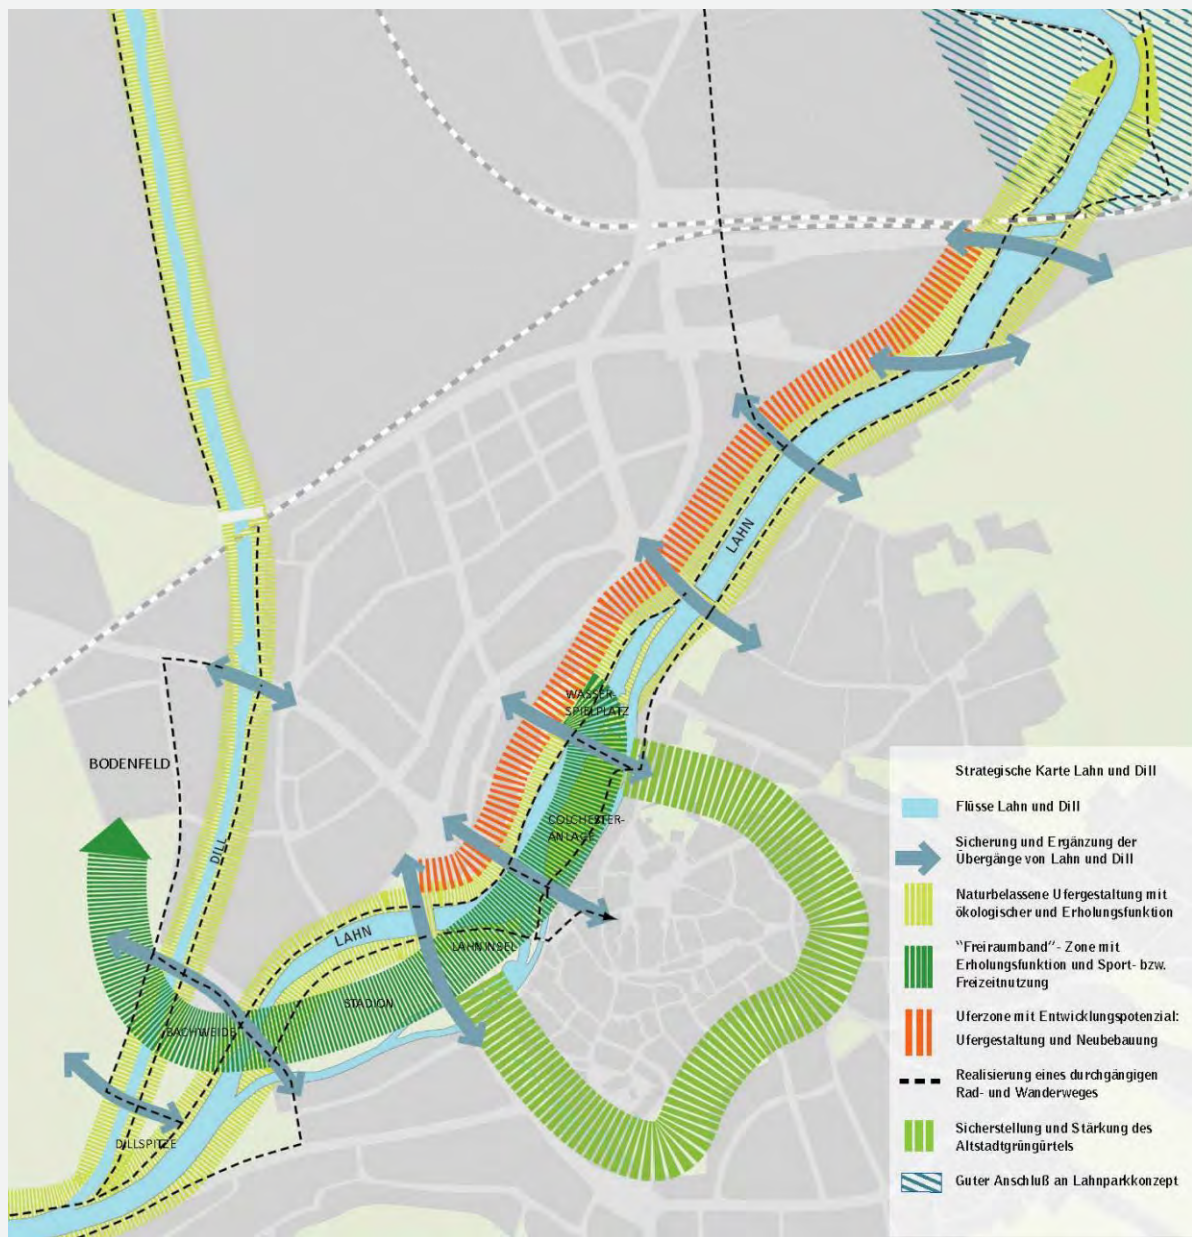 LAHN
WASSER-
SPIELPLATZ
BODENFELD
COLCHESTER-
ANLAGE
DILL
LAHN
LAHNINSEL
STADION
BACHWEIDE
DILLSPITZE
Strategische Karte Lahn und Dill
Flüsse Lahn und Dill
Sicherung und Ergänzung der
Übergänge von Lahn und Dill
Naturbelassene Ufergestaltung mit
ökologischer und Erholungsfunktion
"Freiraumband"- Zone mit
Erholungsfunktion und Sport- bzw.
Freizeitnutzung
Uferzone mit Entwicklungspotenzial:
Ufergestaltung und Neubebauung
Realisierung eines durchgängigen
Rad- und Wanderweges
Sicherstellung und Stärkung des
Altstadtgrüngürtels
Guter Anschluß an Lahnparkkonzept